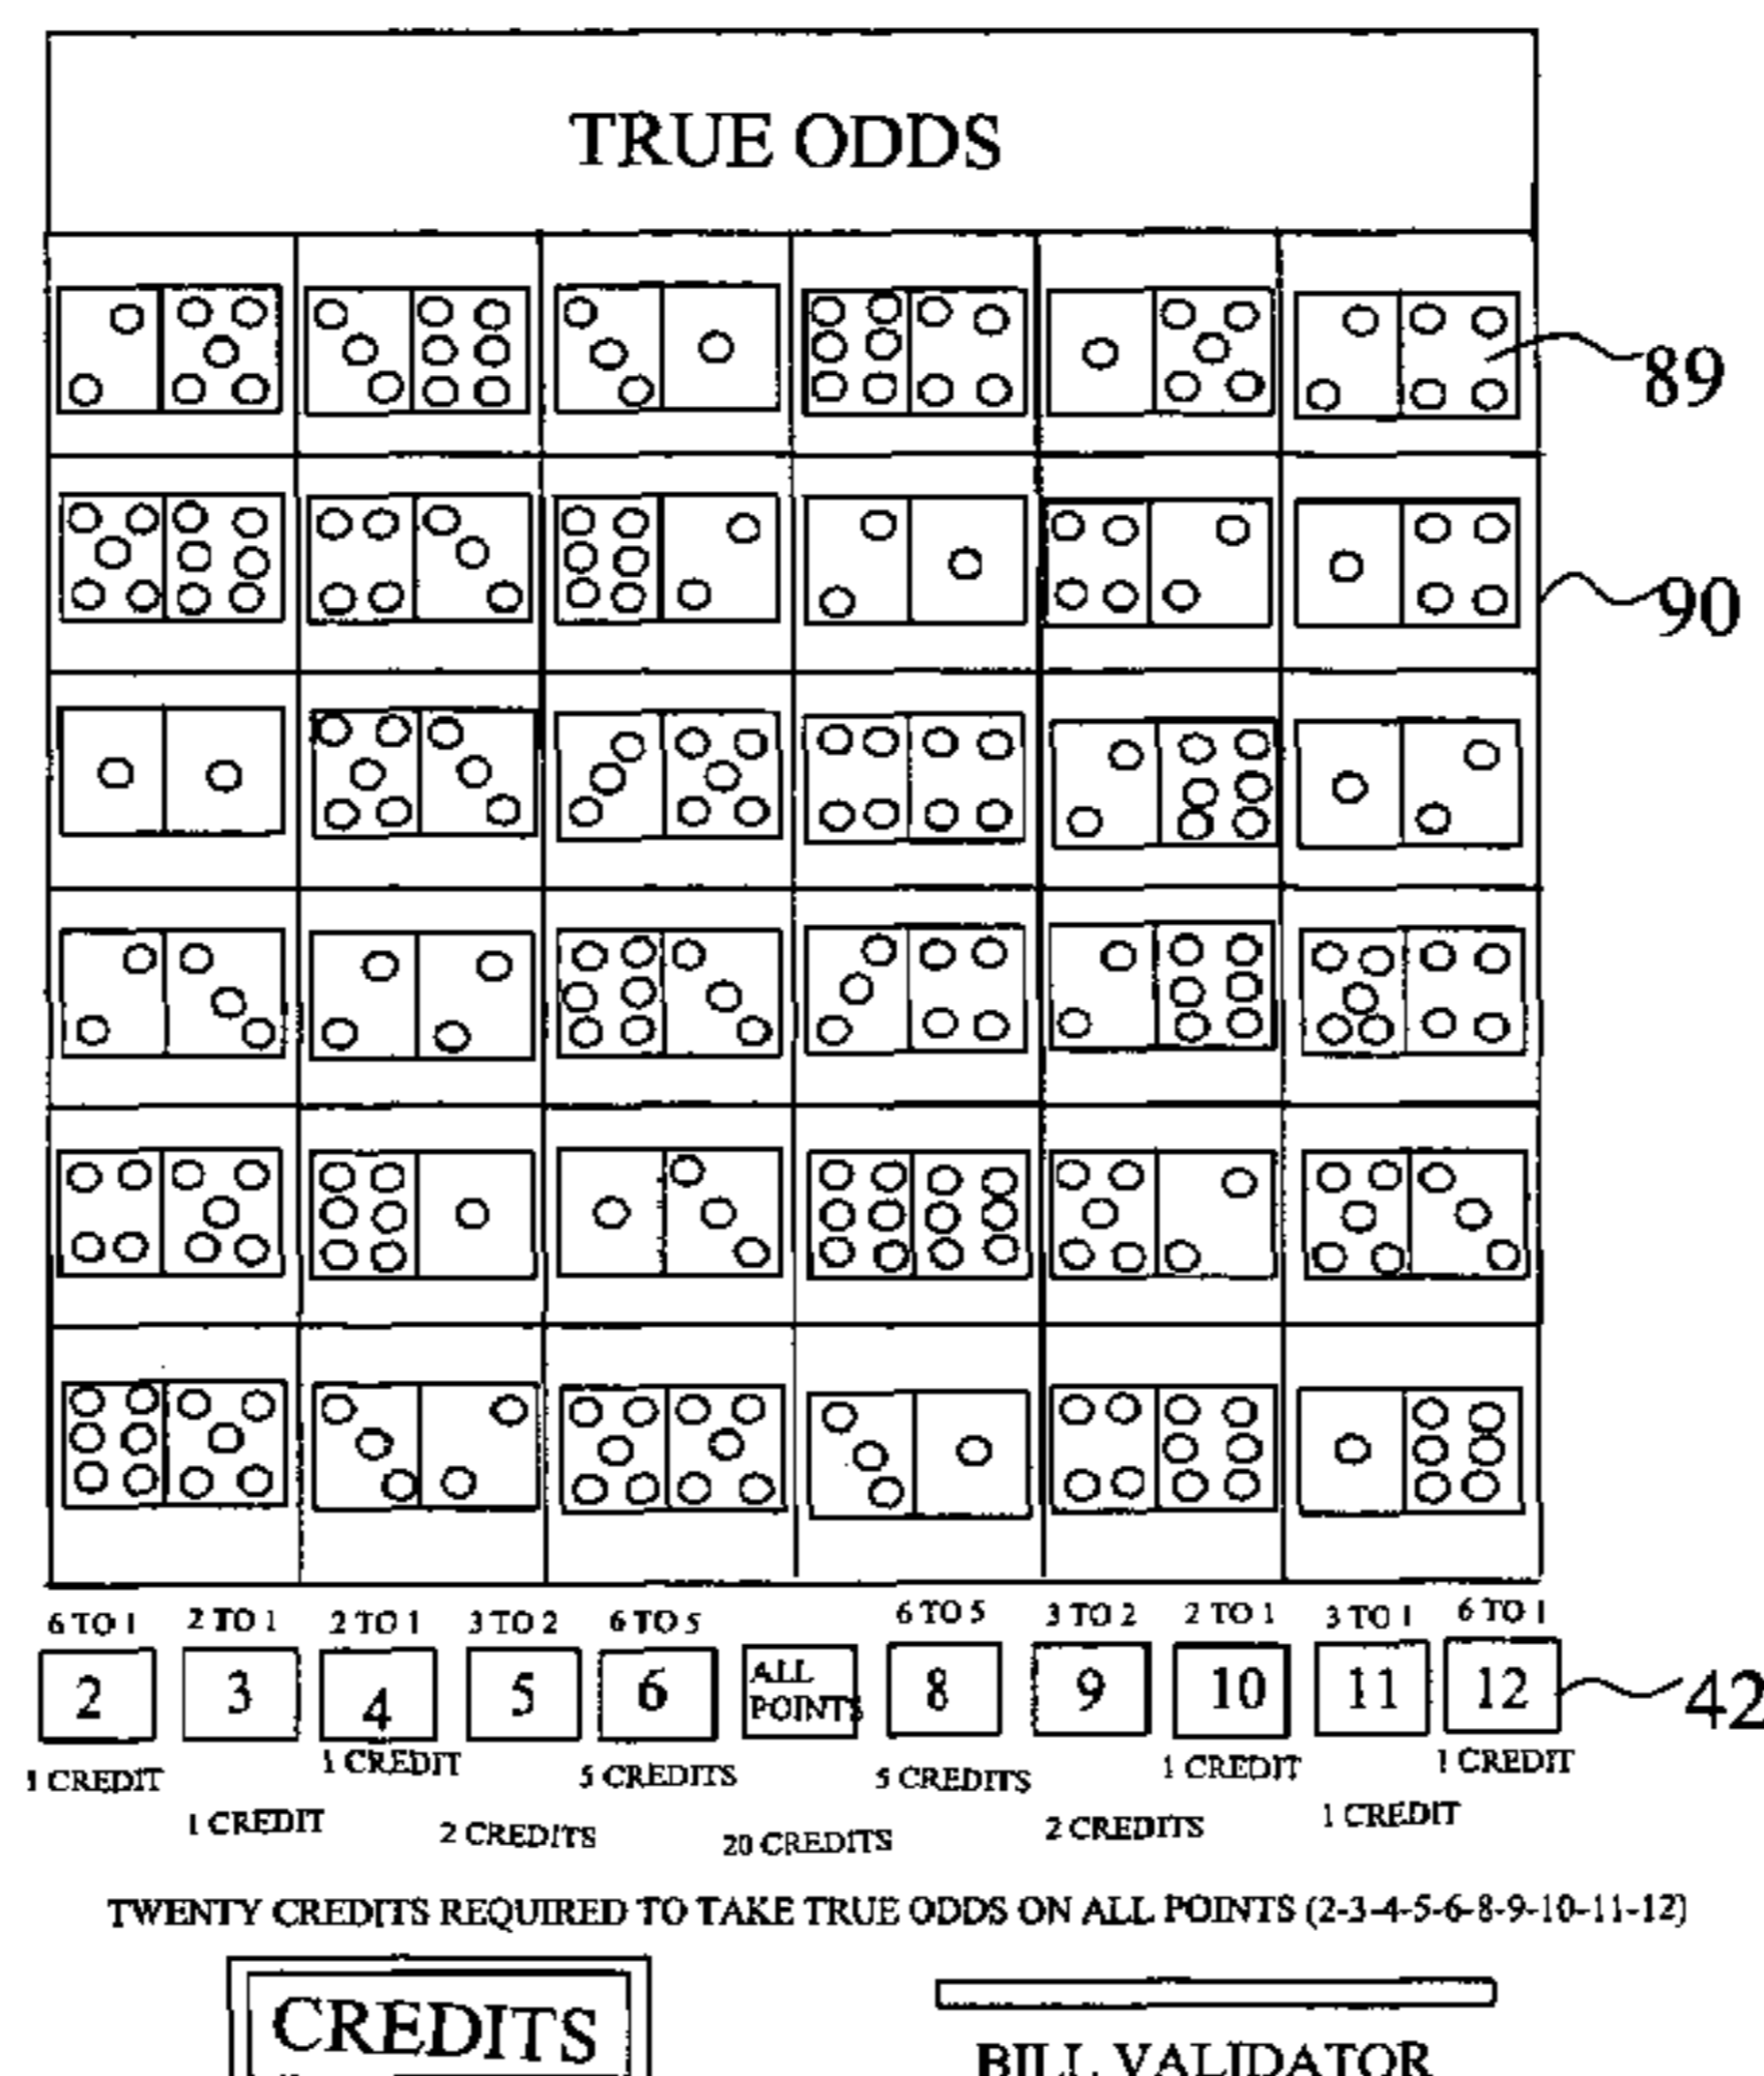 TRUE ODDS
89
90
6 TO 1 2 TO 1 2 TO 1 3 TO 2 6 TO 5 6 TO 5 3 TO 2 2 TO 1 3 TO 1 6 TO 1
2 3 4 5 6 ALL POINTS 8 9 10 11 12 42
1 CREDIT 1 CREDIT 5 CREDITS 5 CREDITS 1 CREDIT 1 CREDIT
1 CREDIT 2 CREDITS 20 CREDITS 2 CREDITS 1 CREDIT
TWENTY CREDITS REQUIRED TO TAKE TRUE ODDS ON ALL POINTS (2-3-4-5-6-8-9-10-11-12)
CREDITS
BILL VALIDATOR